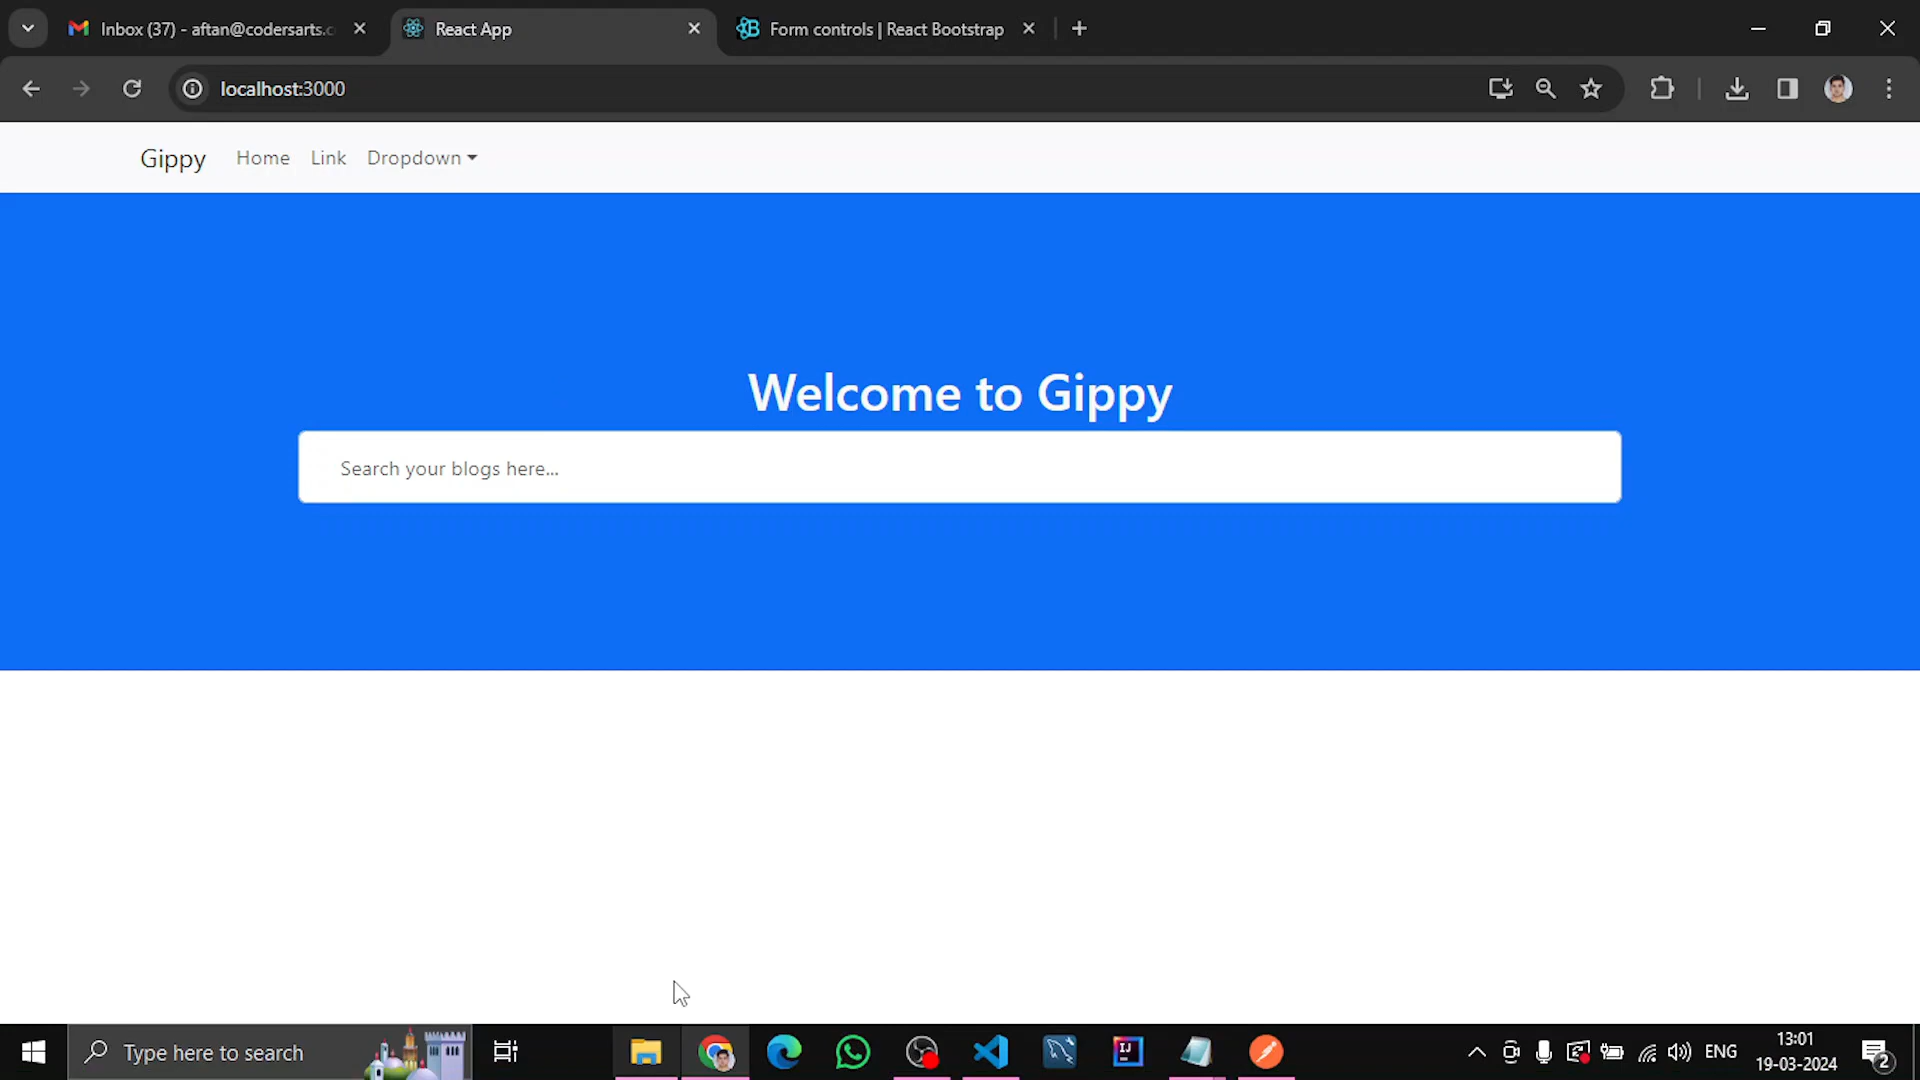 Inbox (37) - aftan@codersarts.c
React App
Form controls | React Bootstrap
localhost:3000
Gippy
Home
Link
Dropdown
Welcome to Gippy
Search your blogs here...
Type here to search
ENG
13:01
19-03-2024
2